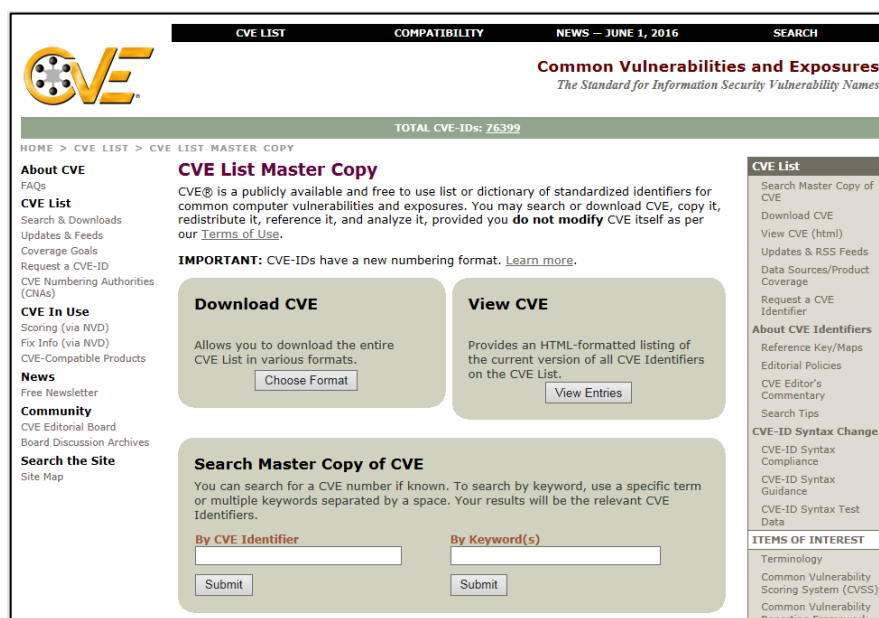 CVE LIST COMPATIBILITY NEWS — JUNE 1, 2016 SEARCH
CVE
Common Vulnerabilities and Exposures
The Standard for Information Security Vulnerability Names
TOTAL CVE-IDs: 76399
HOME > CVE LIST > CVE LIST MASTER COPY
About CVE
FAQs
CVE List
Search & Downloads
Updates & Feeds
Coverage Goals
Request a CVE-ID
CVE Numbering Authorities
(CNAs)
CVE In Use
Scoring (via NVD)
Fix Info (via NVD)
CVE-Compatible Products
News
Free Newsletter
Community
CVE Editorial Board
Board Discussion Archives
Search the Site
Site Map
CVE List Master Copy
CVE® is a publicly available and free to use list or dictionary of standardized identifiers for
common computer vulnerabilities and exposures. You may search or download CVE, copy it,
redistribute it, reference it, and analyze it, provided you do not modify CVE itself as per
our Terms of Use.
IMPORTANT: CVE-IDs have a new numbering format. Learn more.
Download CVE
Allows you to download the entire
CVE List in various formats.
Choose Format
View CVE
Provides an HTML-formatted listing of
the current version of all CVE Identifiers
on the CVE List.
View Entries
Search Master Copy of CVE
You can search for a CVE number if known. To search by keyword, use a specific term
or multiple keywords separated by a space. Your results will be the relevant CVE
Identifiers.
By CVE Identifier
Submit
By Keyword(s)
Submit
CVE List
Search Master Copy of
CVE
Download CVE
View CVE (html)
Updates & RSS Feeds
Data Sources/Product
Coverage
Request a CVE
Identifier
About CVE Identifiers
Reference Key/Maps
Editorial Policies
CVE Editor's
Commentary
Search Tips
CVE-ID Syntax Change
CVE-ID Syntax
Compliance
CVE-ID Syntax
Guidance
CVE-ID Syntax Test
Data
ITEMS OF INTEREST
Terminology
Common Vulnerability
Scoring System (CVSS)
Common Vulnerability